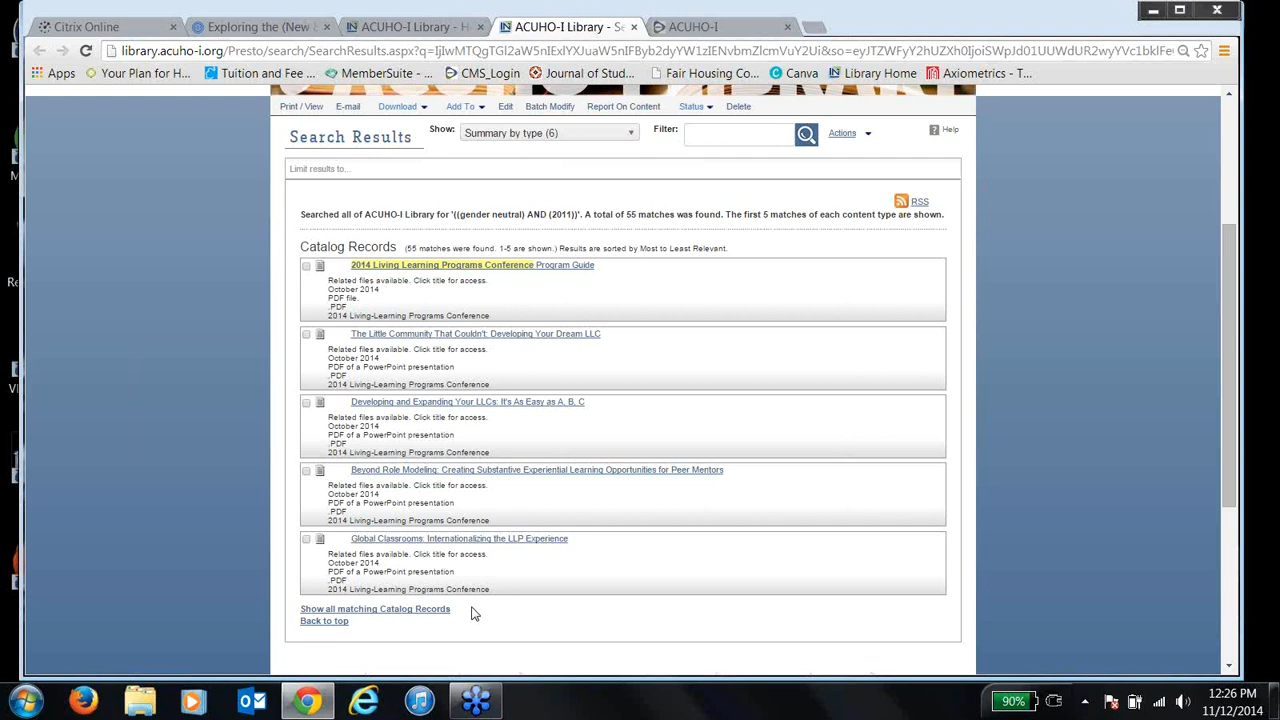 Citrix Online
Exploring the (New
ACUHO-I Library - H
ACUHO-I Library - Se
ACUHO-I
library.acuho-i.org/Presto/search/SearchResults.aspx?q=
Apps
Your Plan for H...
Tuition and Fee ...
MemberSuite - ...
CMS_Login
Journal of Stud...
Fair Housing Co...
Canva
Library Home
Axiometrics - T...
Print / View
E-mail
Download
Add To
Edit
Batch Modify
Report On Content
Status
Delete
Search Results
Show:
Summary by type (6)
Filter:
Actions
Help
Limit results to...
RSS
Searched all of ACUHO-I Library for '((gender neutral) AND (2011))'. A total of 55 matches was found. The first 5 matches of each content type are shown.
Catalog Records (55 matches were found. 1-5 are shown.) Results are sorted by Most to Least Relevant.
2014 Living Learning Programs Conference Program Guide
Related files available. Click title for access.
October 2014
PDF file.
.PDF
2014 Living-Learning Programs Conference
The Little Community That Couldn't: Developing Your Dream LLC
Related files available. Click title for access.
October 2014
PDF of a PowerPoint presentation
.PDF
2014 Living-Learning Programs Conference
Developing and Expanding Your LLCs: It's As Easy as A, B, C
Related files available. Click title for access.
October 2014
PDF of a PowerPoint presentation
.PDF
2014 Living-Learning Programs Conference
Beyond Role Modeling: Creating Substantive Experiential Learning Opportunities for Peer Mentors
Related files available. Click title for access.
October 2014
PDF of a PowerPoint presentation
.PDF
2014 Living-Learning Programs Conference
Global Classrooms: Internationalizing the LLP Experience
Related files available. Click title for access.
October 2014
PDF of a PowerPoint presentation
.PDF
2014 Living-Learning Programs Conference
Show all matching Catalog Records
Back to top
90%
12:26 PM
11/12/2014